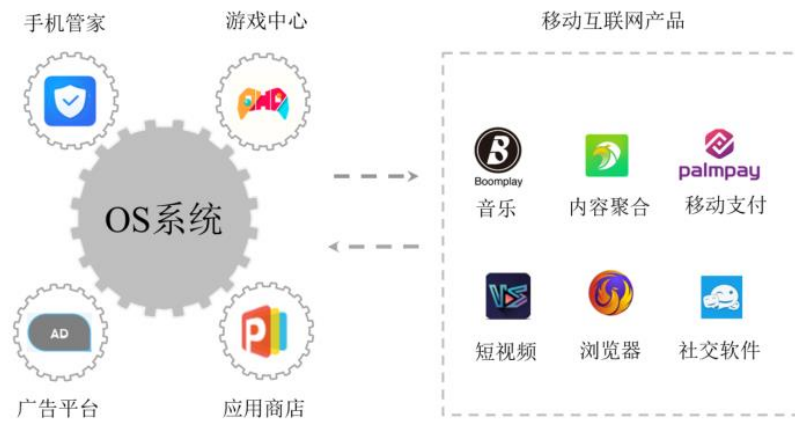 手机管家
游戏中心
移动互联网产品
OS系统
B
Boomplay
palmpay
音乐
内容聚合
移动支付
AD
P
VS
短视频
浏览器
社交软件
广告平台
应用商店